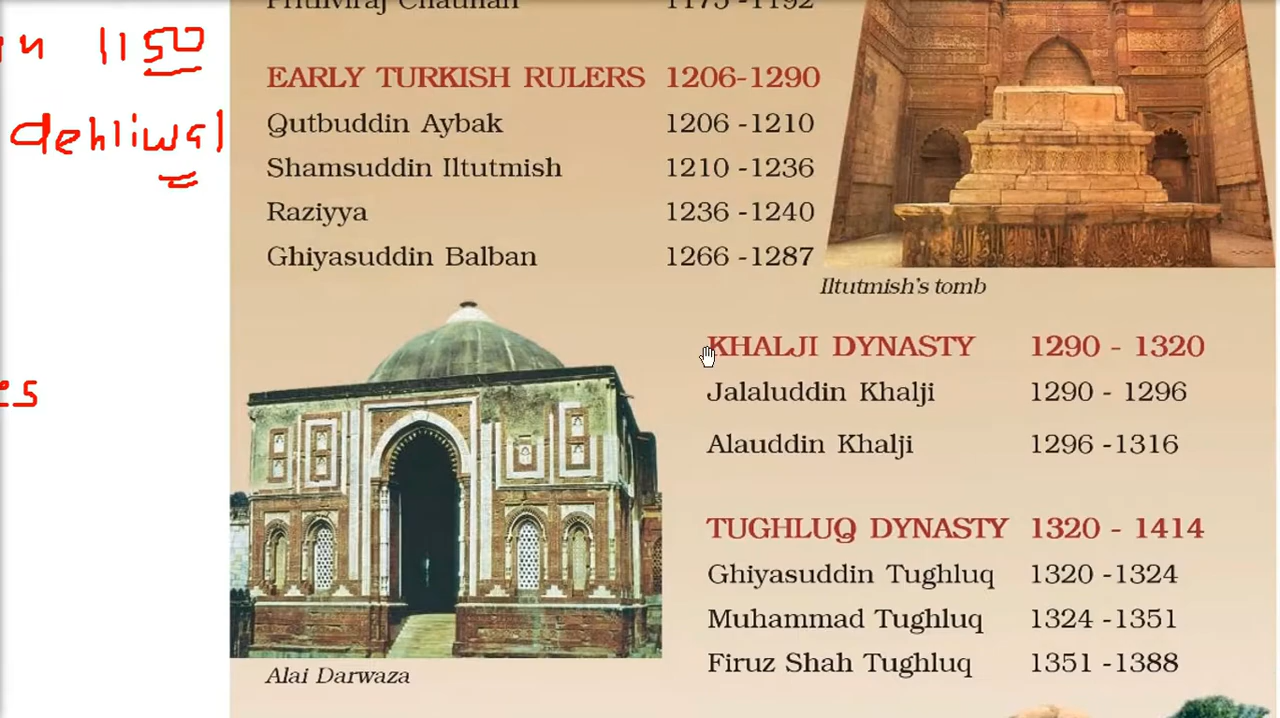 1150
dehliwal
EARLY TURKISH RULERS 1206-1290
Qutbuddin Aybak 1206 -1210
Shamsuddin Iltutmish 1210 -1236
Raziyya 1236 -1240
Ghiyasuddin Balban 1266 -1287
Iltutmish's tomb
KHALJI DYNASTY 1290 - 1320
Jalaluddin Khalji 1290 - 1296
Alauddin Khalji 1296 -1316
TUGHLUQ DYNASTY 1320 - 1414
Ghiyasuddin Tughluq 1320 -1324
Muhammad Tughluq 1324 -1351
Firuz Shah Tughluq 1351 -1388
Alai Darwaza